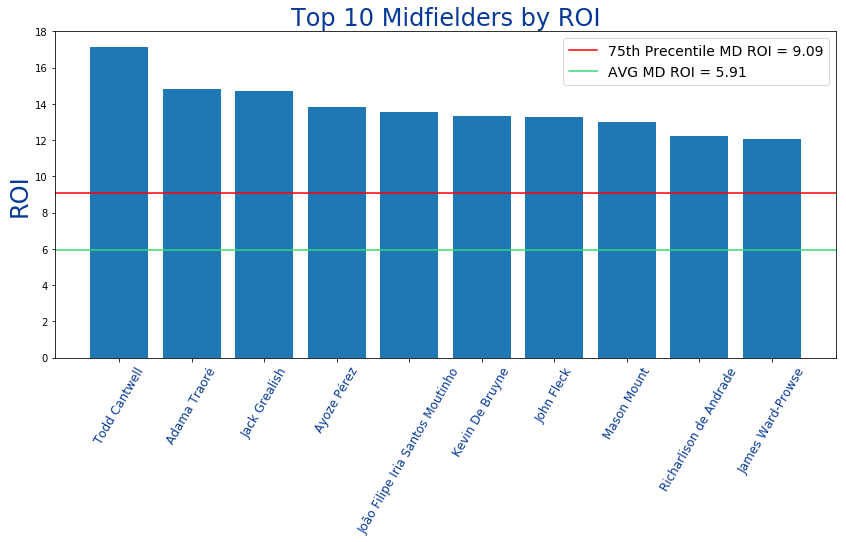 Top 10 Midfielders by ROI
75th Precentile MD ROI = 9.09
AVG MD ROI = 5.91
ROI
18
16
14
12
10
8
6
4
2
0
Todd Cantwell
Adama Traoré
Jack Grealish
Ayoze Pérez
João Filipe Iria Santos Moutinho
Kevin De Bruyne
John Fleck
Mason Mount
Richarlison de Andrade
James Ward-Prowse